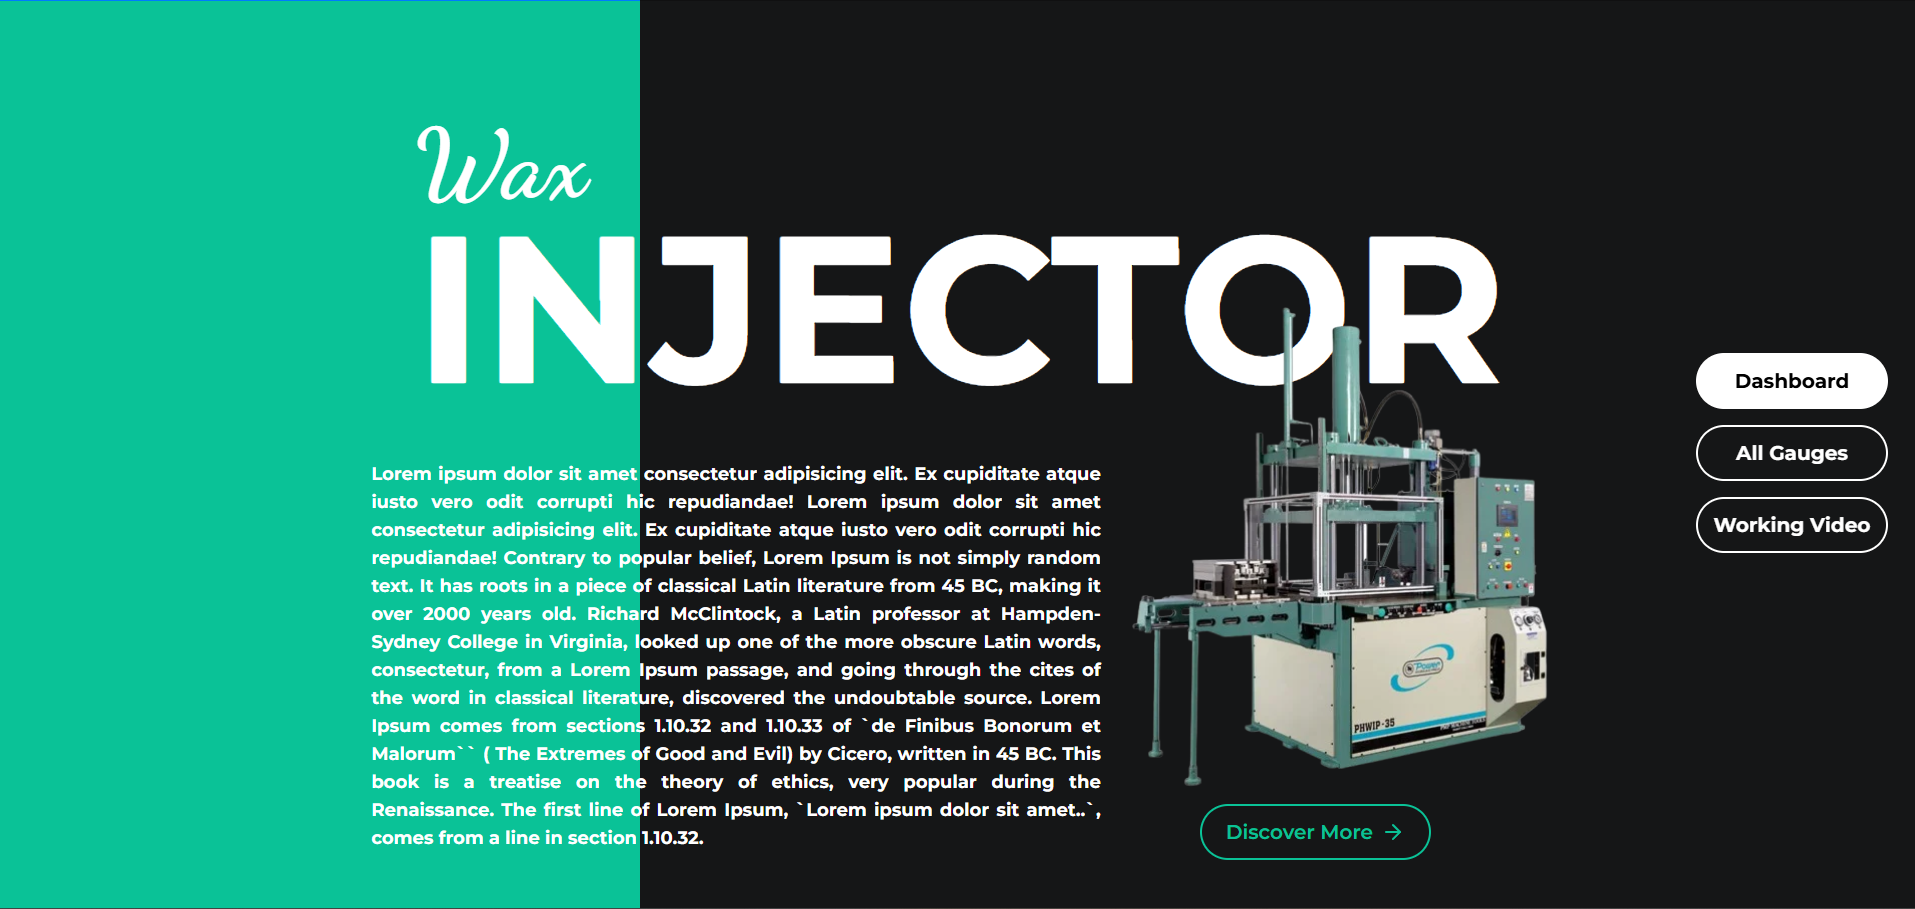 Wax
INJECTOR
Dashboard
All Gauges
Working Video
Lorem ipsum dolor sit amet consectetur adipisicing elit. Ex cupiditate atque
iusto vero odit corrupti hic repudiandae! Lorem ipsum dolor sit amet
consectetur adipisicing elit. Ex cupiditate atque iusto vero odit corrupti hic
repudiandae! Contrary to popular belief, Lorem Ipsum is not simply random
text. It has roots in a piece of classical Latin literature from 45 BC, making it
over 2000 years old. Richard McClintock, a Latin professor at Hampden-
Sydney College in Virginia, looked up one of the more obscure Latin words,
consectetur, from a Lorem Ipsum passage, and going through the cites of
the word in classical literature, discovered the undoubtable source. Lorem
Ipsum comes from sections 1.10.32 and 1.10.33 of `de Finibus Bonorum et
Malorum`` ( The Extremes of Good and Evil) by Cicero, written in 45 BC. This
book is a treatise on the theory of ethics, very popular during the
Renaissance. The first line of Lorem Ipsum, `Lorem ipsum dolor sit amet..`,
comes from a line in section 1.10.32.
Power
PHWIP-35
Discover More